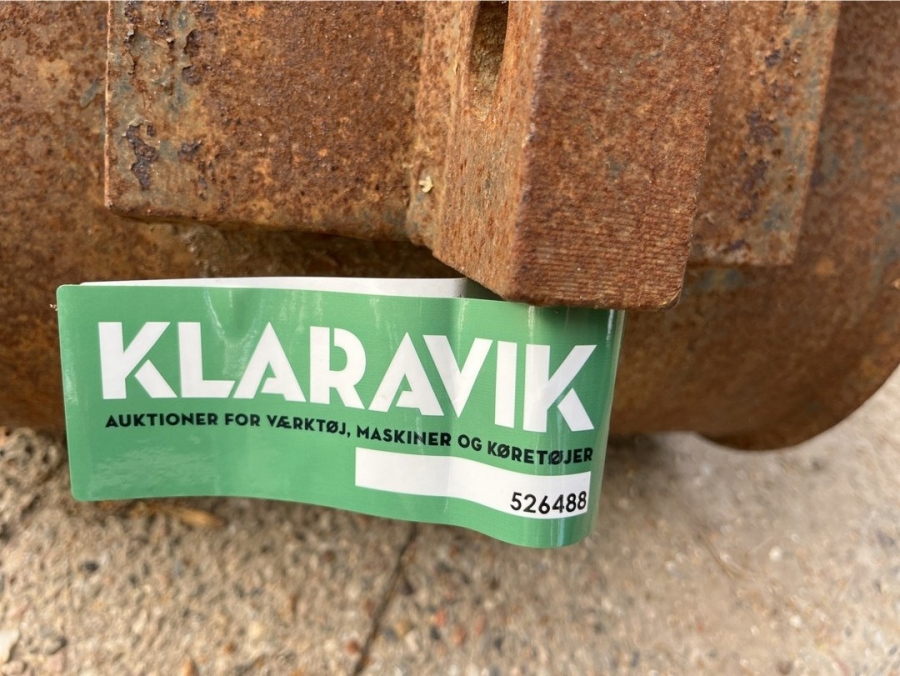 KLARAVIK
AUKTIONER FOR VÆRKTØJ, MASKINER OG KØRETØJER
526488